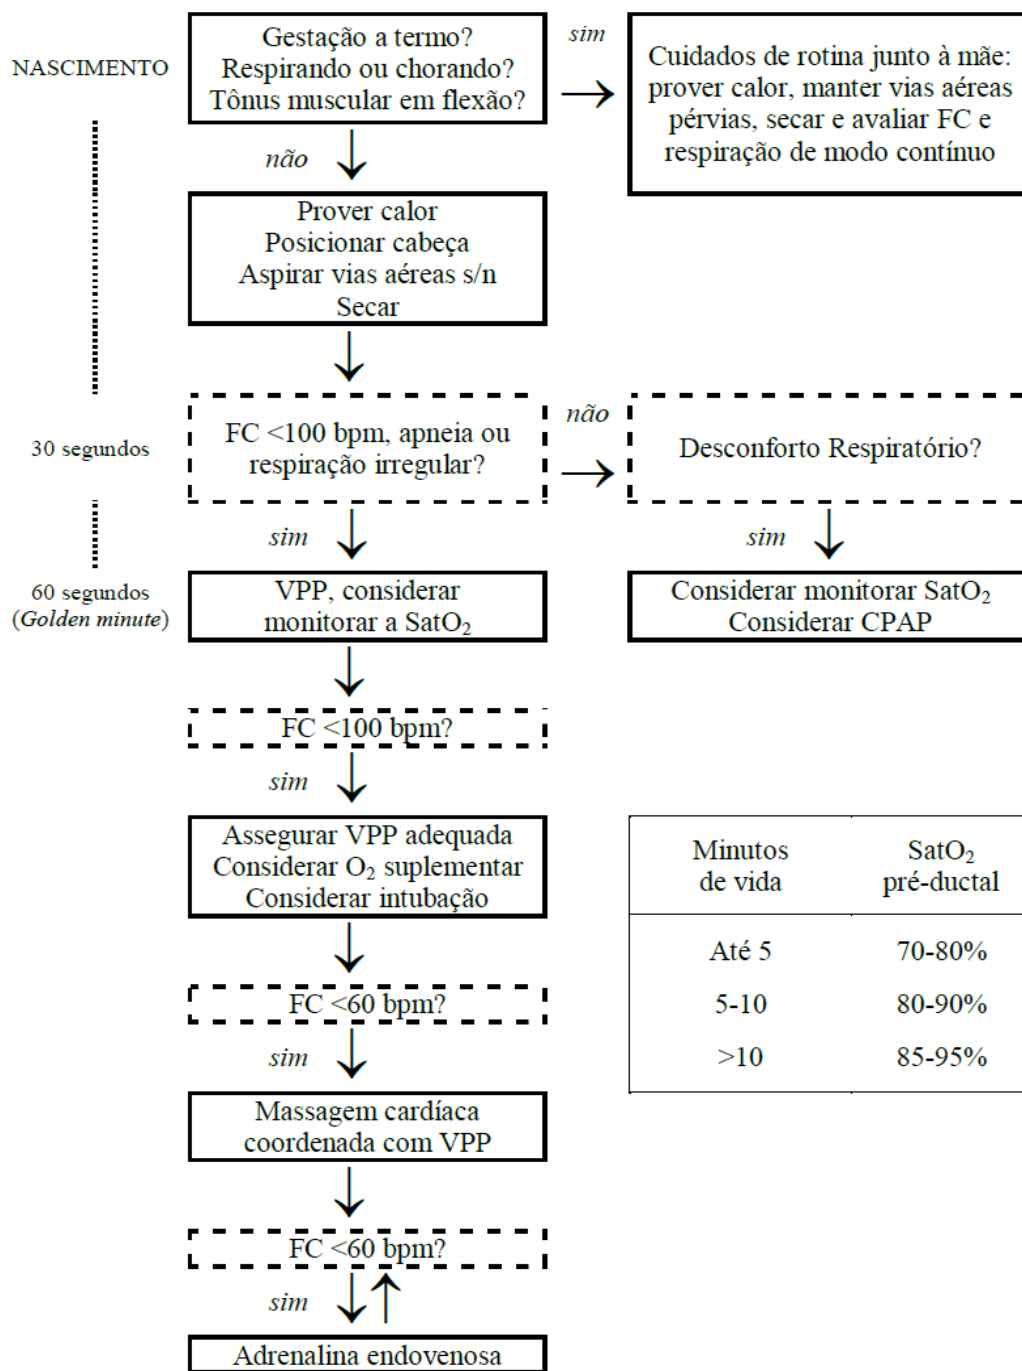 NASCIMENTO
Gestação a termo?
Respirando ou chorando?
Tônus muscular em flexão?
sim
Cuidados de rotina junto à mãe:
prover calor, manter vias aéreas
pérvias, secar e avaliar FC e
respiração de modo contínuo
não
Prover calor
Posicionar cabeça
Aspirar vias aéreas s/n
Secar
30 segundos
FC <100 bpm, apneia ou
respiração irregular?
não
Desconforto Respiratório?
sim
sim
60 segundos
(Golden minute)
VPP, considerar
monitorar a SatO₂
Considerar monitorar SatO₂
Considerar CPAP
FC <100 bpm?
sim
Assegurar VPP adequada
Considerar O₂ suplementar
Considerar intubação
FC <60 bpm?
sim
Massagem cardíaca
coordenada com VPP
FC <60 bpm?
sim
Adrenalina endovenosa
Minutos de vida
SatO₂ pré-ductal
Até 5 70-80%
5-10 80-90%
>10 85-95%